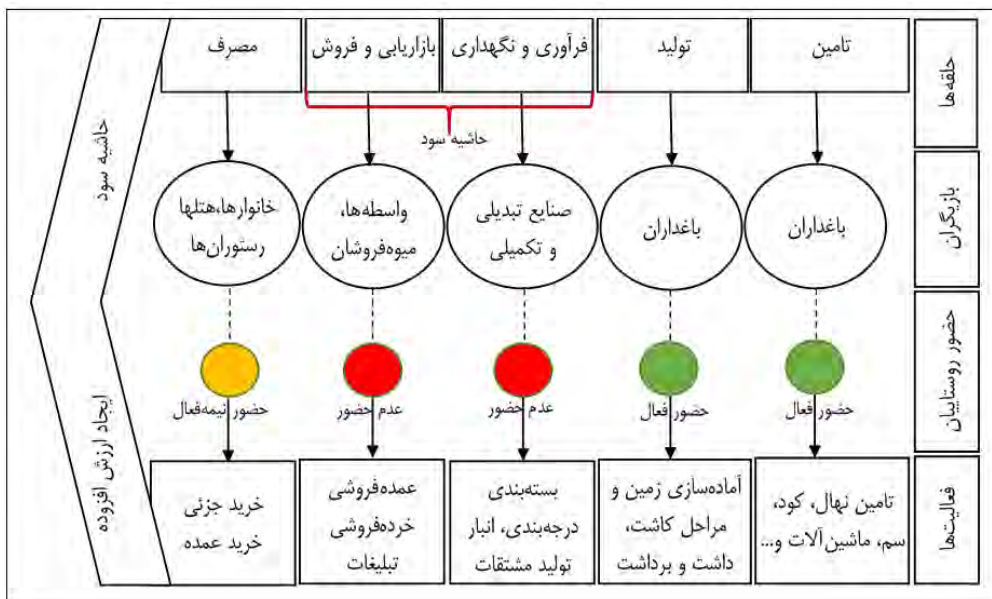 حلقه‌ها
تامین
تولید
فرآوری و نگهداری
بازاریابی و فروش
مصرف
حاشیه سود
حاشیه سود
بازیگران
باغداران
باغداران
صنایع تبدیلی
و تکمیلی
واسطه‌ها،
میوه‌فروشان
خانوارها،هتلها
رستوران‌ها
حضور روستاییان
حضور فعال
حضور فعال
عدم حضور
عدم حضور
حضور نیمه‌فعال
ایجاد ارزش افزوده
فعالیت‌ها
تامین نهال، کود،
سم، ماشین‌آلات و...
آماده‌سازی زمین و
مراحل کاشت،
داشت و برداشت
بسته‌بندی
درجه‌بندی، انبار
تولید مشتقات
عمده‌فروشی
خرده‌فروشی
تبلیغات
خرید جزئی
خرید عمده